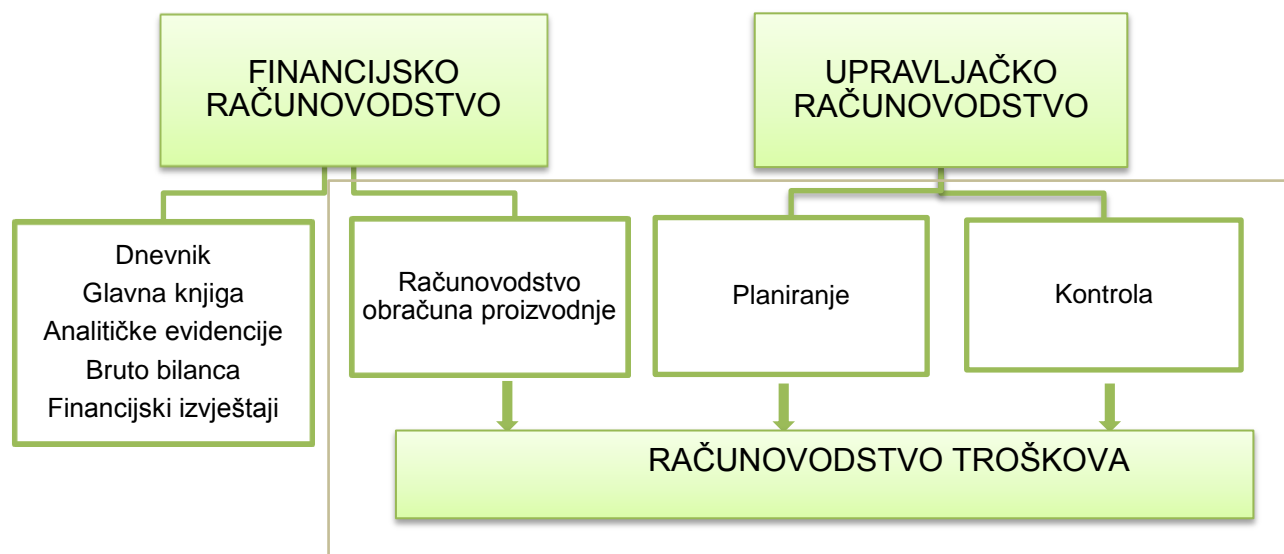 FINANCIJSKO
RAČUNOVODSTVO
UPRAVLJAČKO
RAČUNOVODSTVO
Dnevnik
Glavna knjiga
Analitičke evidencije
Bruto bilanca
Financijski izvještaji
Računovodstvo
obračuna proizvodnje
Planiranje
Kontrola
RAČUNOVODSTVO TROŠKOVA